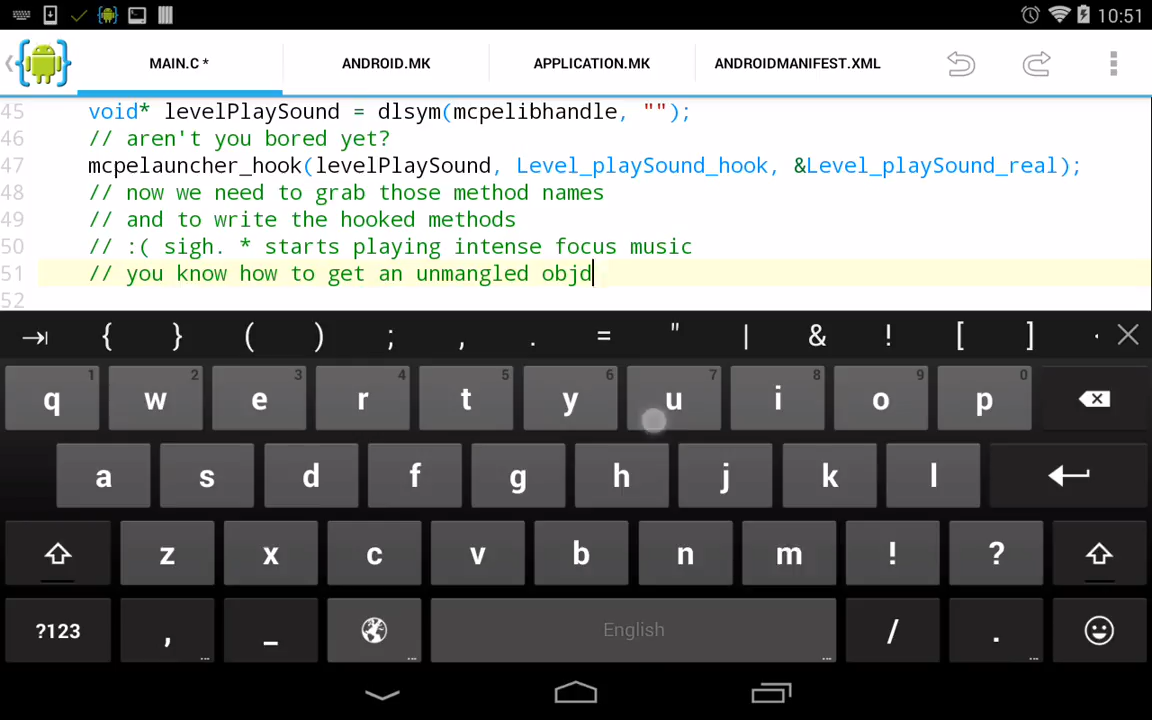 10:51
MAIN.C *
ANDROID.MK
APPLICATION.MK
ANDROIDMANIFEST.XML
45 void* levelPlaySound = dlsym(mcpelibhandle, "");
46 // aren't you bored yet?
47 mcpelauncher_hook(levelPlaySound, Level_playSound_hook, &Level_playSound_real);
48 // now we need to grab those method names
49 // and to write the hooked methods
50 // :( sigh. * starts playing intense focus music
51 // you know how to get an unmangled objd
52
{ } ( ) ; , . = " | & ! [ ]
q 1 w 2 e 3 r 4 t 5 y 6 u 7 i 8 o 9 p 0
a s d f g h j k l
z x c v b n m ! ?
?123 , _ English / .